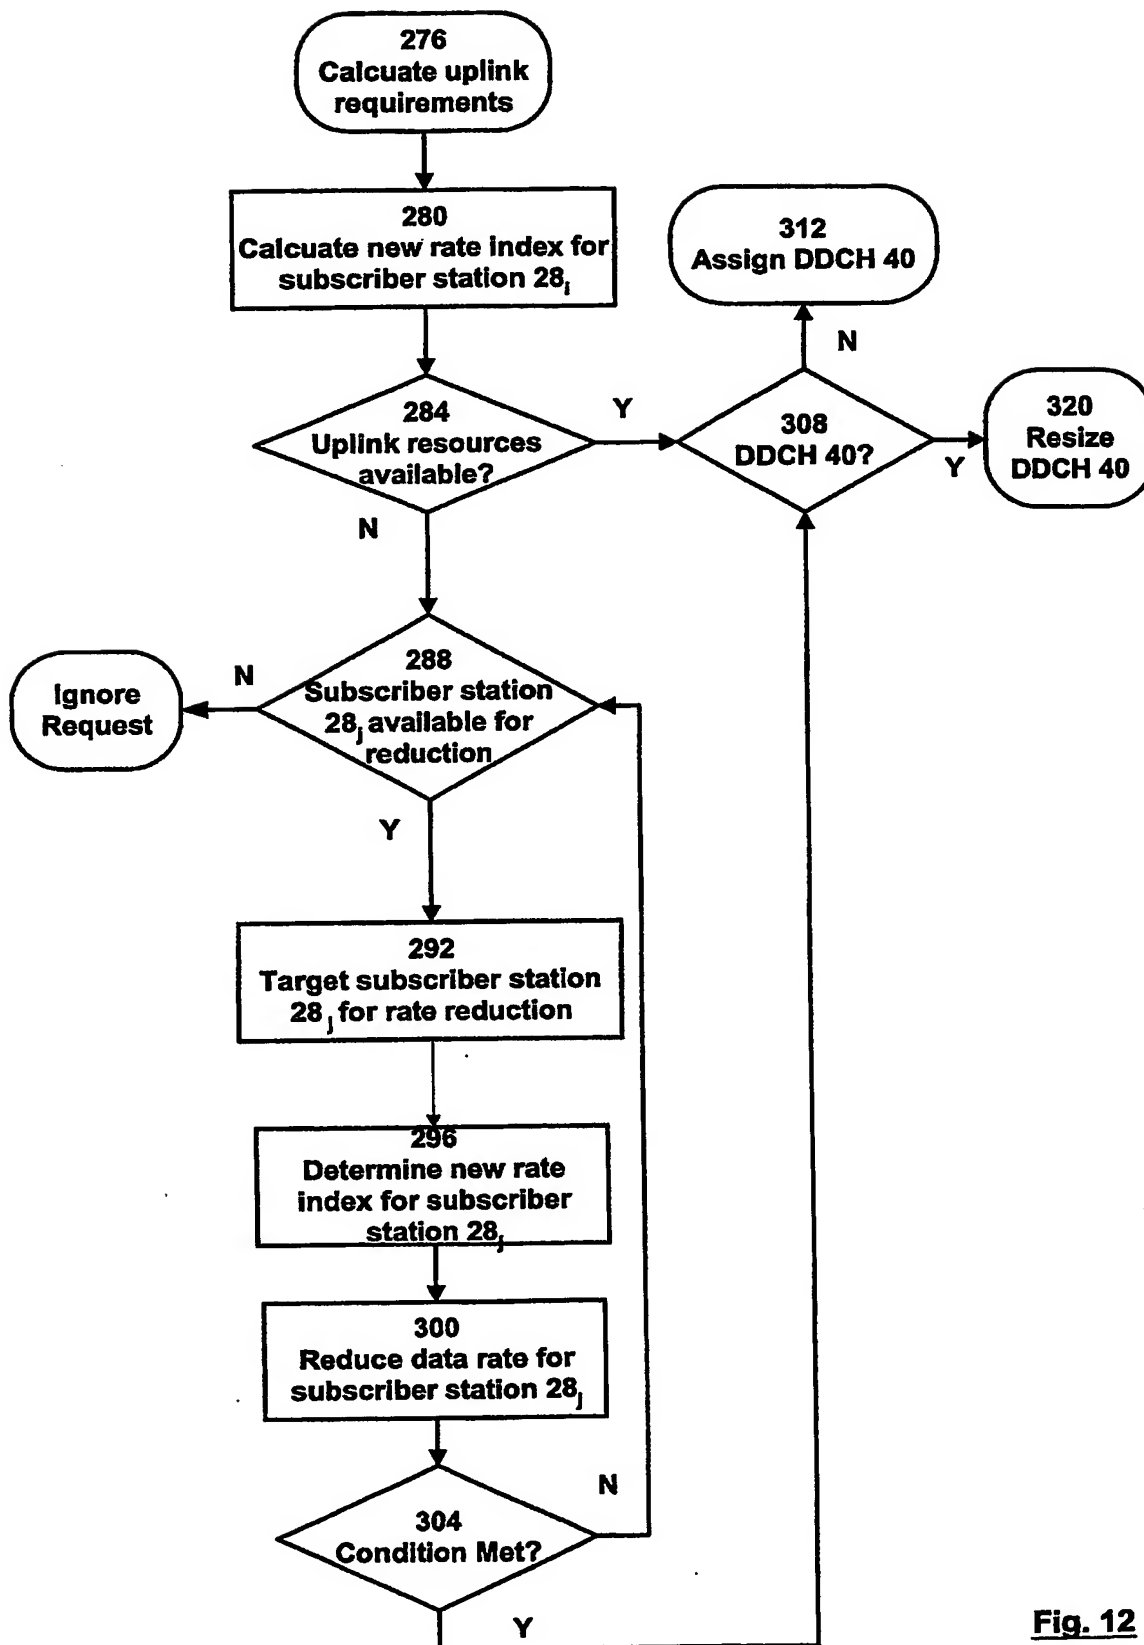 276
Calcuate uplink
requirements
280
Calcuate new rate index for
subscriber station 28i
312
Assign DDCH 40
N
284
Uplink resources
available?
Y
308
DDCH 40?
Y
320
Resize
DDCH 40
N
288
Subscriber station
28j available for
reduction
N
Ignore
Request
Y
292
Target subscriber station
28j for rate reduction
296
Determine new rate
index for subscriber
station 28j
300
Reduce data rate for
subscriber station 28j
304
Condition Met?
N
Y
Fig. 12